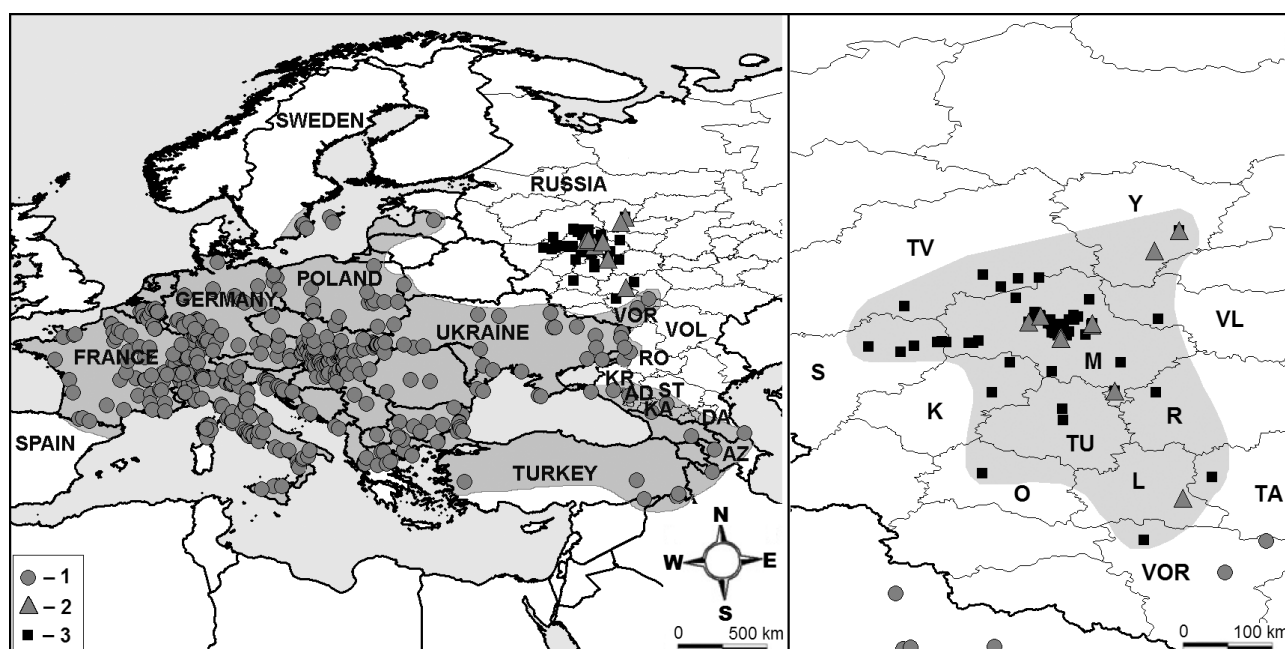 SWEDEN
RUSSIA
POLAND
GERMANY
VOR
UKRAINE
VOL
FRANCE
RO
KR
AD ST
KA
DA
SPAIN
AZ
TURKEY
N
W E
S
– 1
– 2
– 3
0 500 km
Y
TV
VL
M
S
K
R
TU
L
O
TA
VOR
0 100 km